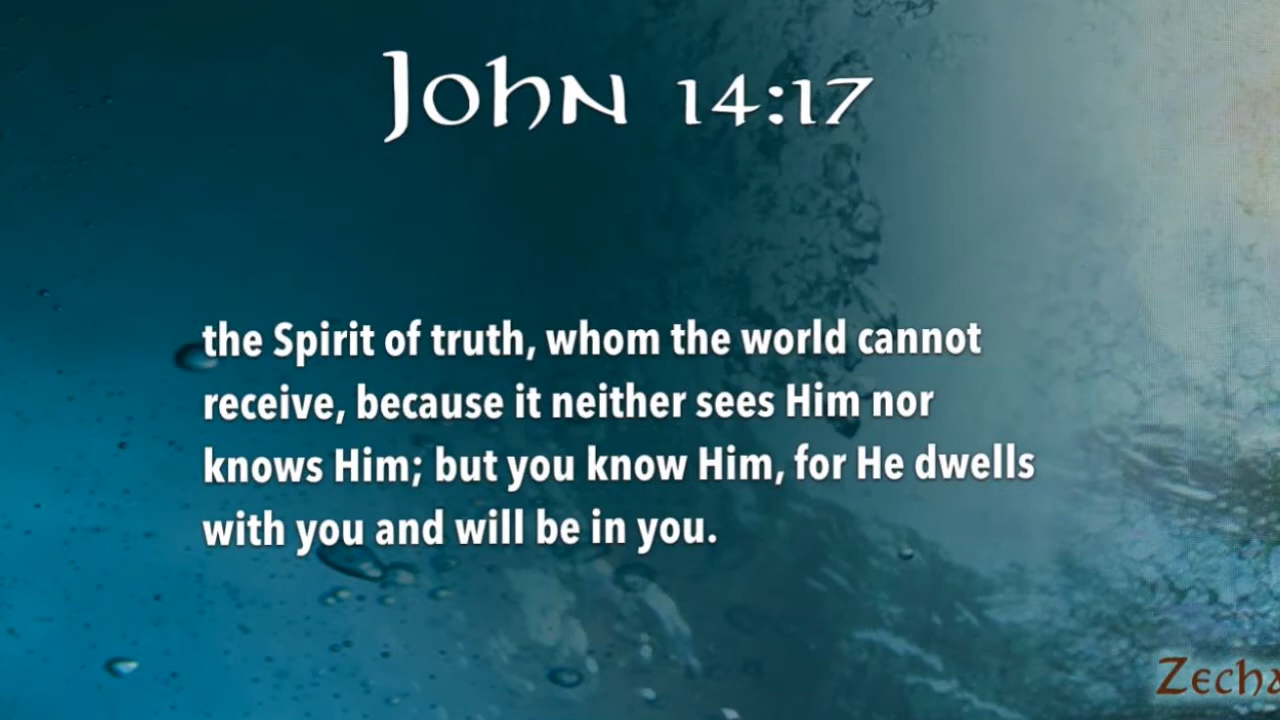 John 14:17
the Spirit of truth, whom the world cannot
receive, because it neither sees Him nor
knows Him; but you know Him, for He dwells
with you and will be in you.